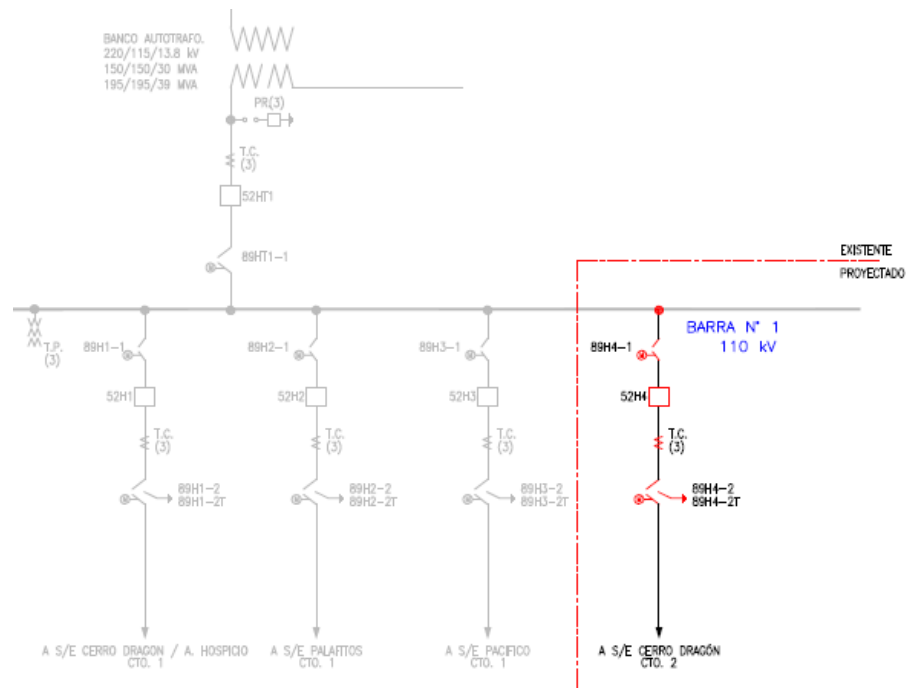 BANCO AUTOTRAFO.
220/115/13.8 kV
150/150/30 MVA
195/195/39 MVA
PR(3)
T.C.
(3)
52HT1
89HT1-1
EXISTENTE
PROYECTADO
BARRA N° 1
110 kV
T.P.
(3)
89H1-1
52H1
T.C.
(3)
89H1-2
89H1-2T
A S/E CERRO DRAGON / A. HOSPICIO
CTO. 1
89H2-1
52H2
T.C.
(3)
89H2-2
89H2-2T
A S/E PALAFITOS
CTO. 1
89H3-1
52H3
T.C.
(3)
89H3-2
89H3-2T
A S/E PACIFICO
CTO. 1
89H4-1
52H4
T.C.
(3)
89H4-2
89H4-2T
A S/E CERRO DRAGÓN
CTO. 2